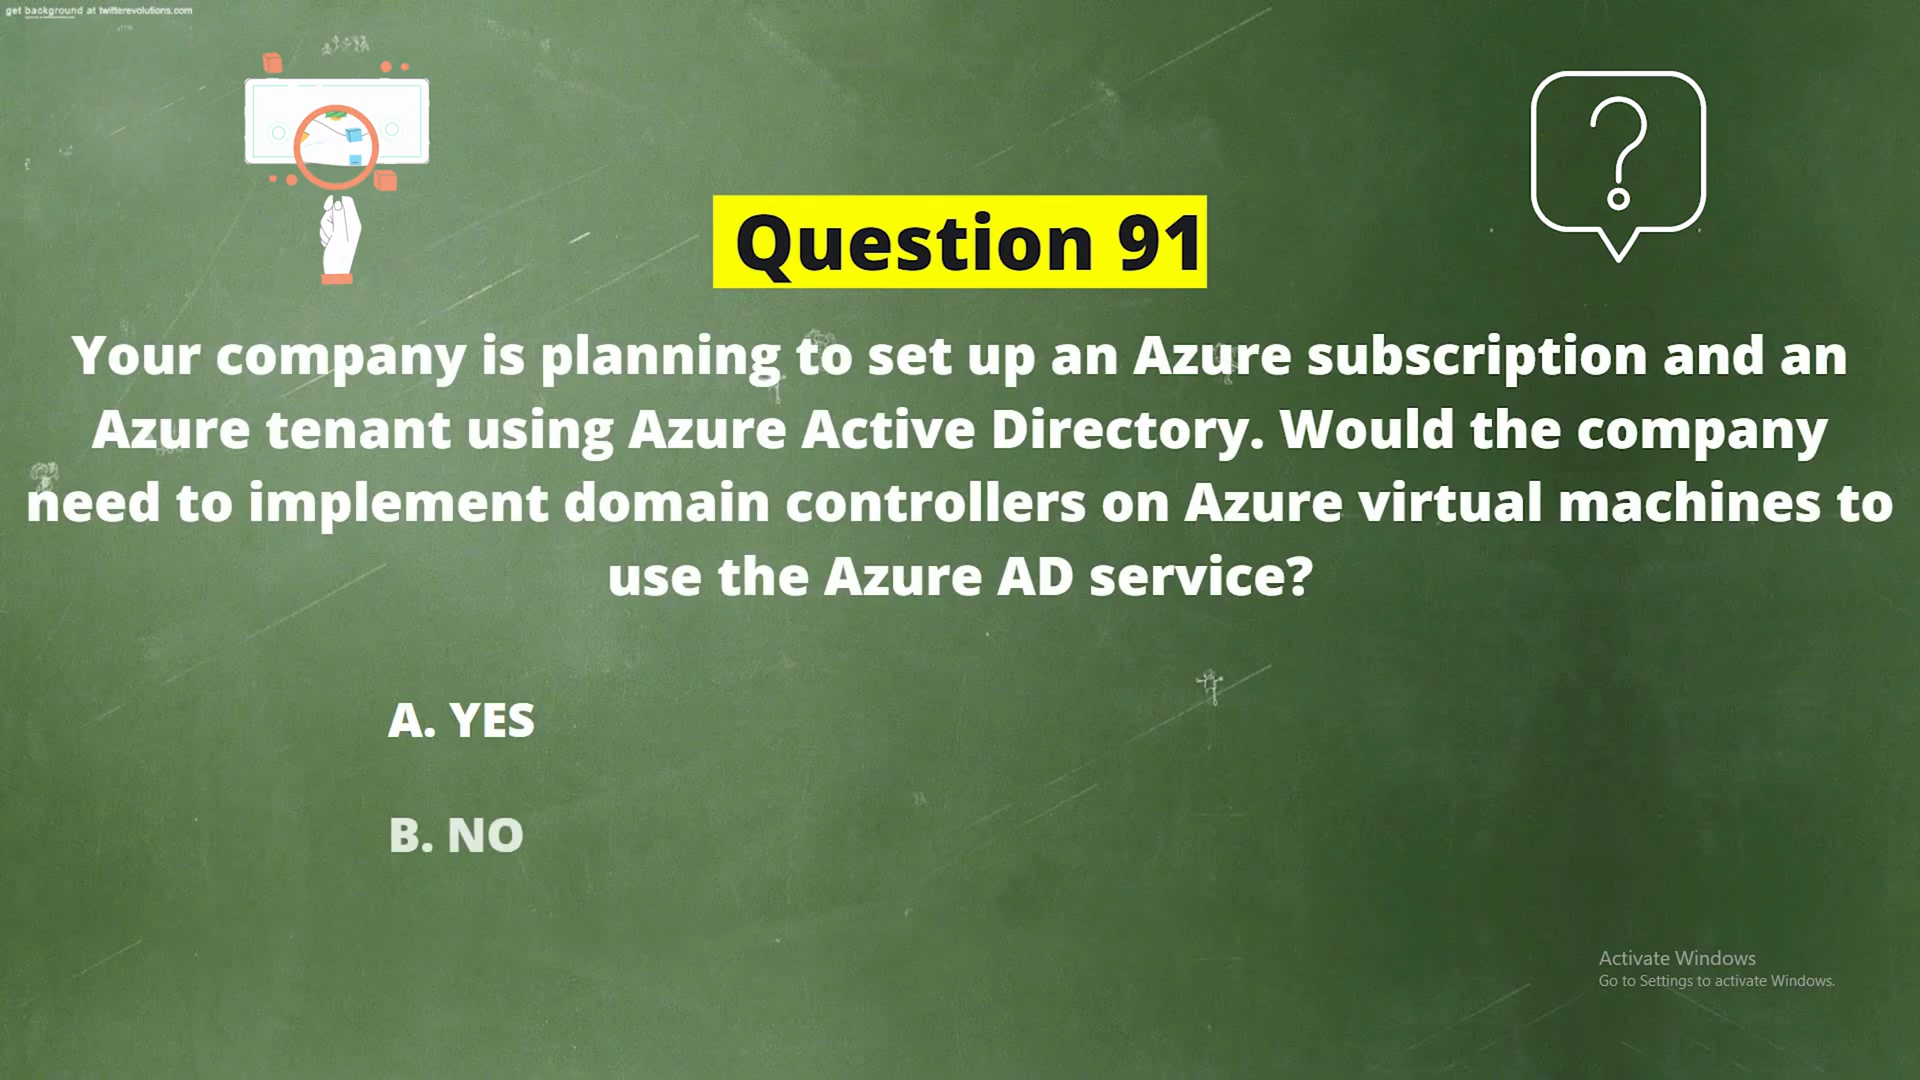 get background at twitterevolutions.com
Question 91
Your company is planning to set up an Azure subscription and an
Azure tenant using Azure Active Directory. Would the company
need to implement domain controllers on Azure virtual machines to
use the Azure AD service?
A. YES
B. NO
Activate Windows
Go to Settings to activate Windows.